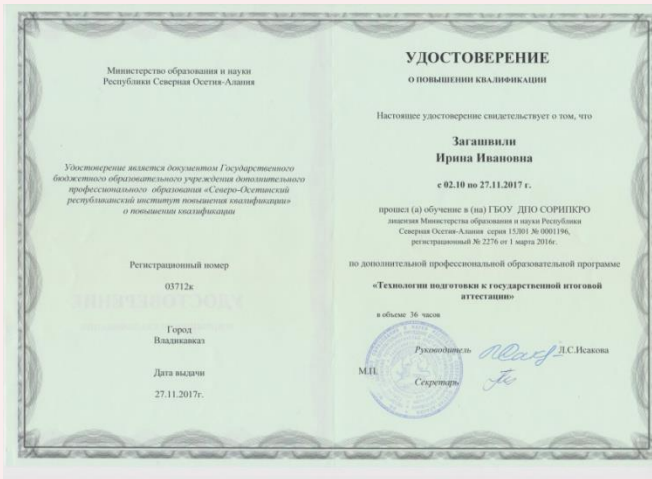 Министерство образования и науки
Республики Северная Осетия-Алания
Удостоверение является документом Государственного
бюджетного образовательного учреждения дополнительного
профессионального образования «Северо-Осетинский
республиканский институт повышения квалификации»
о повышении квалификации
Регистрационный номер
03712к
Город
Владикавказ
Дата выдачи
27.11.2017г.
УДОСТОВЕРЕНИЕ
О ПОВЫШЕНИИ КВАЛИФИКАЦИИ
Настоящее удостоверение свидетельствует о том, что
Загашвили
Ирина Ивановна
с 02.10 по 27.11.2017 г.
прошел (а) обучение в (на) ГБОУ ДПО СОРИПКРО
лицензия Министерства образования и науки Республики
Северная Осетия-Алания серия 15Л01 № 0001196,
регистрационный № 2276 от 1 марта 2016г.
по дополнительной профессиональной образовательной программе
«Технологии подготовки к государственной итоговой
аттестации»
в объеме 36 часов
Руководитель Л.С.Исакова
М.П.
Секретарь